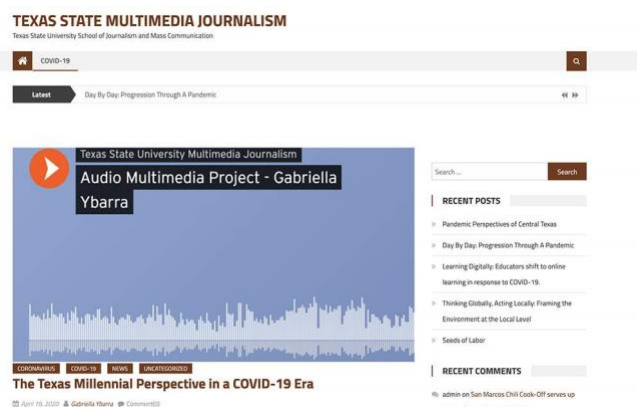 TEXAS STATE MULTIMEDIA JOURNALISM
Texas State University School of Journalism and Mass Communication
COVID-19
Latest
Day By Day: Progression Through A Pandemic
Texas State University Multimedia Journalism
Audio Multimedia Project - Gabriella
Ybarra
CORONAVIRUS
COVID-19
NEWS
UNCATEGORIZED
The Texas Millennial Perspective in a COVID-19 Era
April 19, 2020 Gabriella Ybarra Comment(0)
Search ...
Search
RECENT POSTS
Pandemic Perspectives of Central Texas
Day By Day: Progression Through A Pandemic
Learning Digitally: Educators shift to online
learning in response to COVID-19.
Thinking Globally, Acting Locally: Framing the
Environment at the Local Level
Seeds of Labor
RECENT COMMENTS
admin on San Marcos Chili Cook-Off serves up